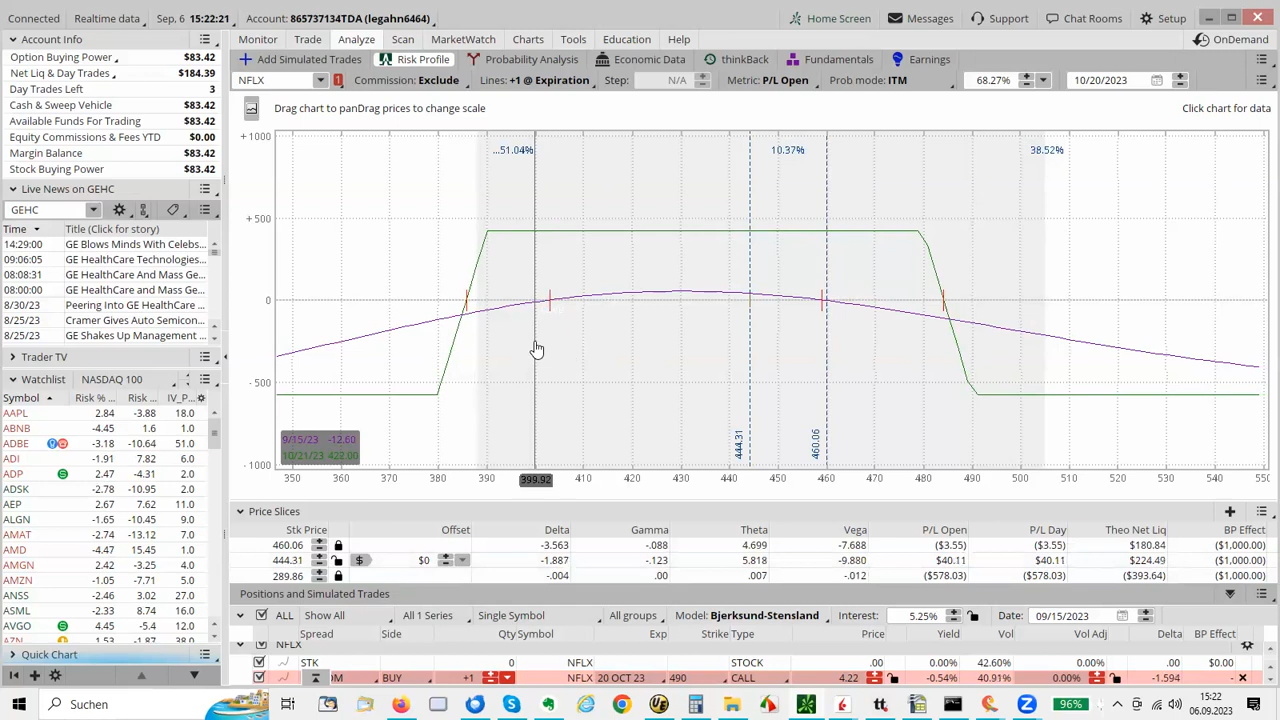 Connected Realtime data Sep, 6 15:22:21 Account: 865737134TDA (legahn6464) Home Screen Messages Support Chat Rooms Setup
Account Info
Option Buying Power $83.42
Net Liq & Day Trades $184.39
Day Trades Left 3
Cash & Sweep Vehicle $83.42
Available Funds For Trading $83.42
Equity Commissions & Fees YTD $0.00
Margin Balance $83.42
Stock Buying Power $83.42
Live News on GEHC
GEHC
Time Title (Click for story)
14:29:00 GE Blows Minds With Celebs...
09:06:05 GE HealthCare Technologies...
08:08:31 GE HealthCare And Mass Ge...
08:00:00 GE HealthCare And Mass Ge...
8/30/23 Peering Into GE HealthCare
8/25/23 Cramer Gives Auto Semicon...
8/25/23 GE Shakes Up Management ...
Trader TV
Watchlist NASDAQ 100
Symbol Risk % ... Risk ... IV_P...
AAPL 2.84 -3.88 18.0
ABNB -4.45 1.6 1.0
ADBE -3.18 -10.64 51.0
ADI -1.91 7.82 6.0
ADP 2.67 -4.31 2.0
ADSK -2.78 -10.95 2.0
AEP 2.67 7.62 11.0
ALGN -1.65 -10.45 9.0
AMAT -2.74 -13.12 7.0
AMD -4.47 15.45 1.0
AMGN 2.42 -3.25 4.0
AMZN -1.05 -7.71 5.0
ANSS -2.46 3.02 27.0
ASML -2.33 8.74 16.0
AVGO 4.45 -5.4 12.0
AZN 1.53 -1.87 38.0
Quick Chart
Monitor Trade Analyze Scan MarketWatch Charts Tools Education Help OnDemand
Add Simulated Trades Risk Profile Probability Analysis Economic Data thinkBack Fundamentals Earnings
NFLX 1 Commission: Exclude Lines: +1 @ Expiration Step: N/A Metric: P/L Open Prob mode: ITM 68.27% 10/20/2023
Drag chart to panDrag prices to change scale Click chart for data
+1000
+500
0
-500
-1000
...51.04% 10.37% 38.52%
444.31 460.06
9/15/23 -12.60
10/21/23 422.00
350 360 370 380 390 399.92 410 420 430 440 450 460 470 480 490 500 510 520 530 540 550
Price Slices
Stk Price Offset Delta Gamma Theta Vega P/L Open P/L Day Theo Net Liq BP Effect
460.06 -3.563 -.088 4.699 -7.688 ($3.55) ($3.55) $180.84 ($1,000.00)
444.31 $ $0 -1.887 -.123 5.818 -9.880 $40.11 $40.11 $224.49 ($1,000.00)
289.86 -.004 .00 .007 -.012 ($578.03) ($578.03) ($393.64) ($1,000.00)
Positions and Simulated Trades
ALL Show All All 1 Series Single Symbol All groups Model: Bjerksund-Stensland Interest: 5.25% Date: 09/15/2023
Spread Side Qty Symbol Exp Strike Type Price Yield Vol Vol Adj Delta BP Effect
NFLX
STK 0 NFLX STOCK .00 0.00% 42.60% 0.00% .00 $0.00
BUY +1 NFLX 20 OCT 23 490 CALL 4.22 -0.54% 40.91% 0.00% -1.594 -
Suchen 96% 15:22
06.09.2023